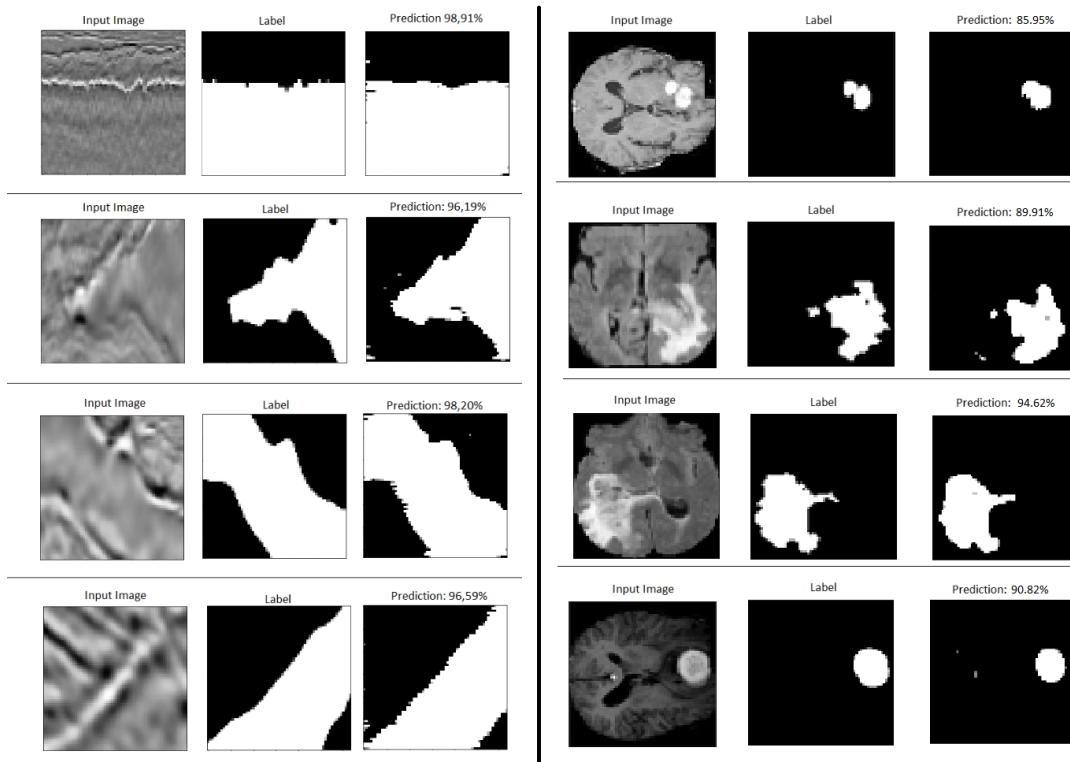 Input Image Label Prediction 98,91%
Input Image Label Prediction: 96,19%
Input Image Label Prediction: 98,20%
Input Image Label Prediction: 96,59%
Input Image Label Prediction: 85.95%
Input Image Label Prediction: 89.91%
Input Image Label Prediction: 94.62%
Input Image Label Prediction: 90.82%